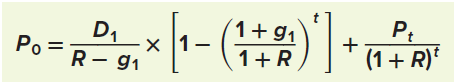 P₀ = D₁ / (R − g₁) × [1 − ((1 + g₁) / (1 + R))ᵗ] + Pₜ / (1 + R)ᵗ